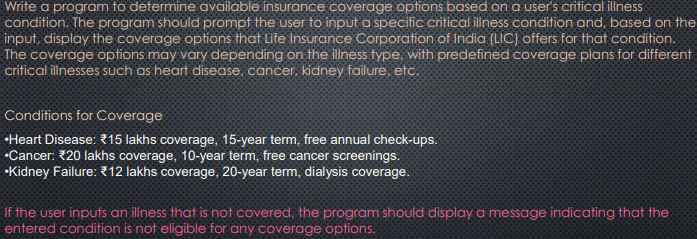 Write a program to determine available insurance coverage options based on a user's critical illness
condition. The program should prompt the user to input a specific critical illness condition and, based on the
input, display the coverage options that Life Insurance Corporation of India (LIC) offers for that condition.
The coverage options may vary depending on the illness type, with predefined coverage plans for different
critical illnesses such as heart disease, cancer, kidney failure, etc.
Conditions for Coverage
•Heart Disease: ₹15 lakhs coverage, 15-year term, free annual check-ups.
•Cancer: ₹20 lakhs coverage, 10-year term, free cancer screenings.
•Kidney Failure: ₹12 lakhs coverage, 20-year term, dialysis coverage.
If the user inputs an illness that is not covered, the program should display a message indicating that the
entered condition is not eligible for any coverage options.